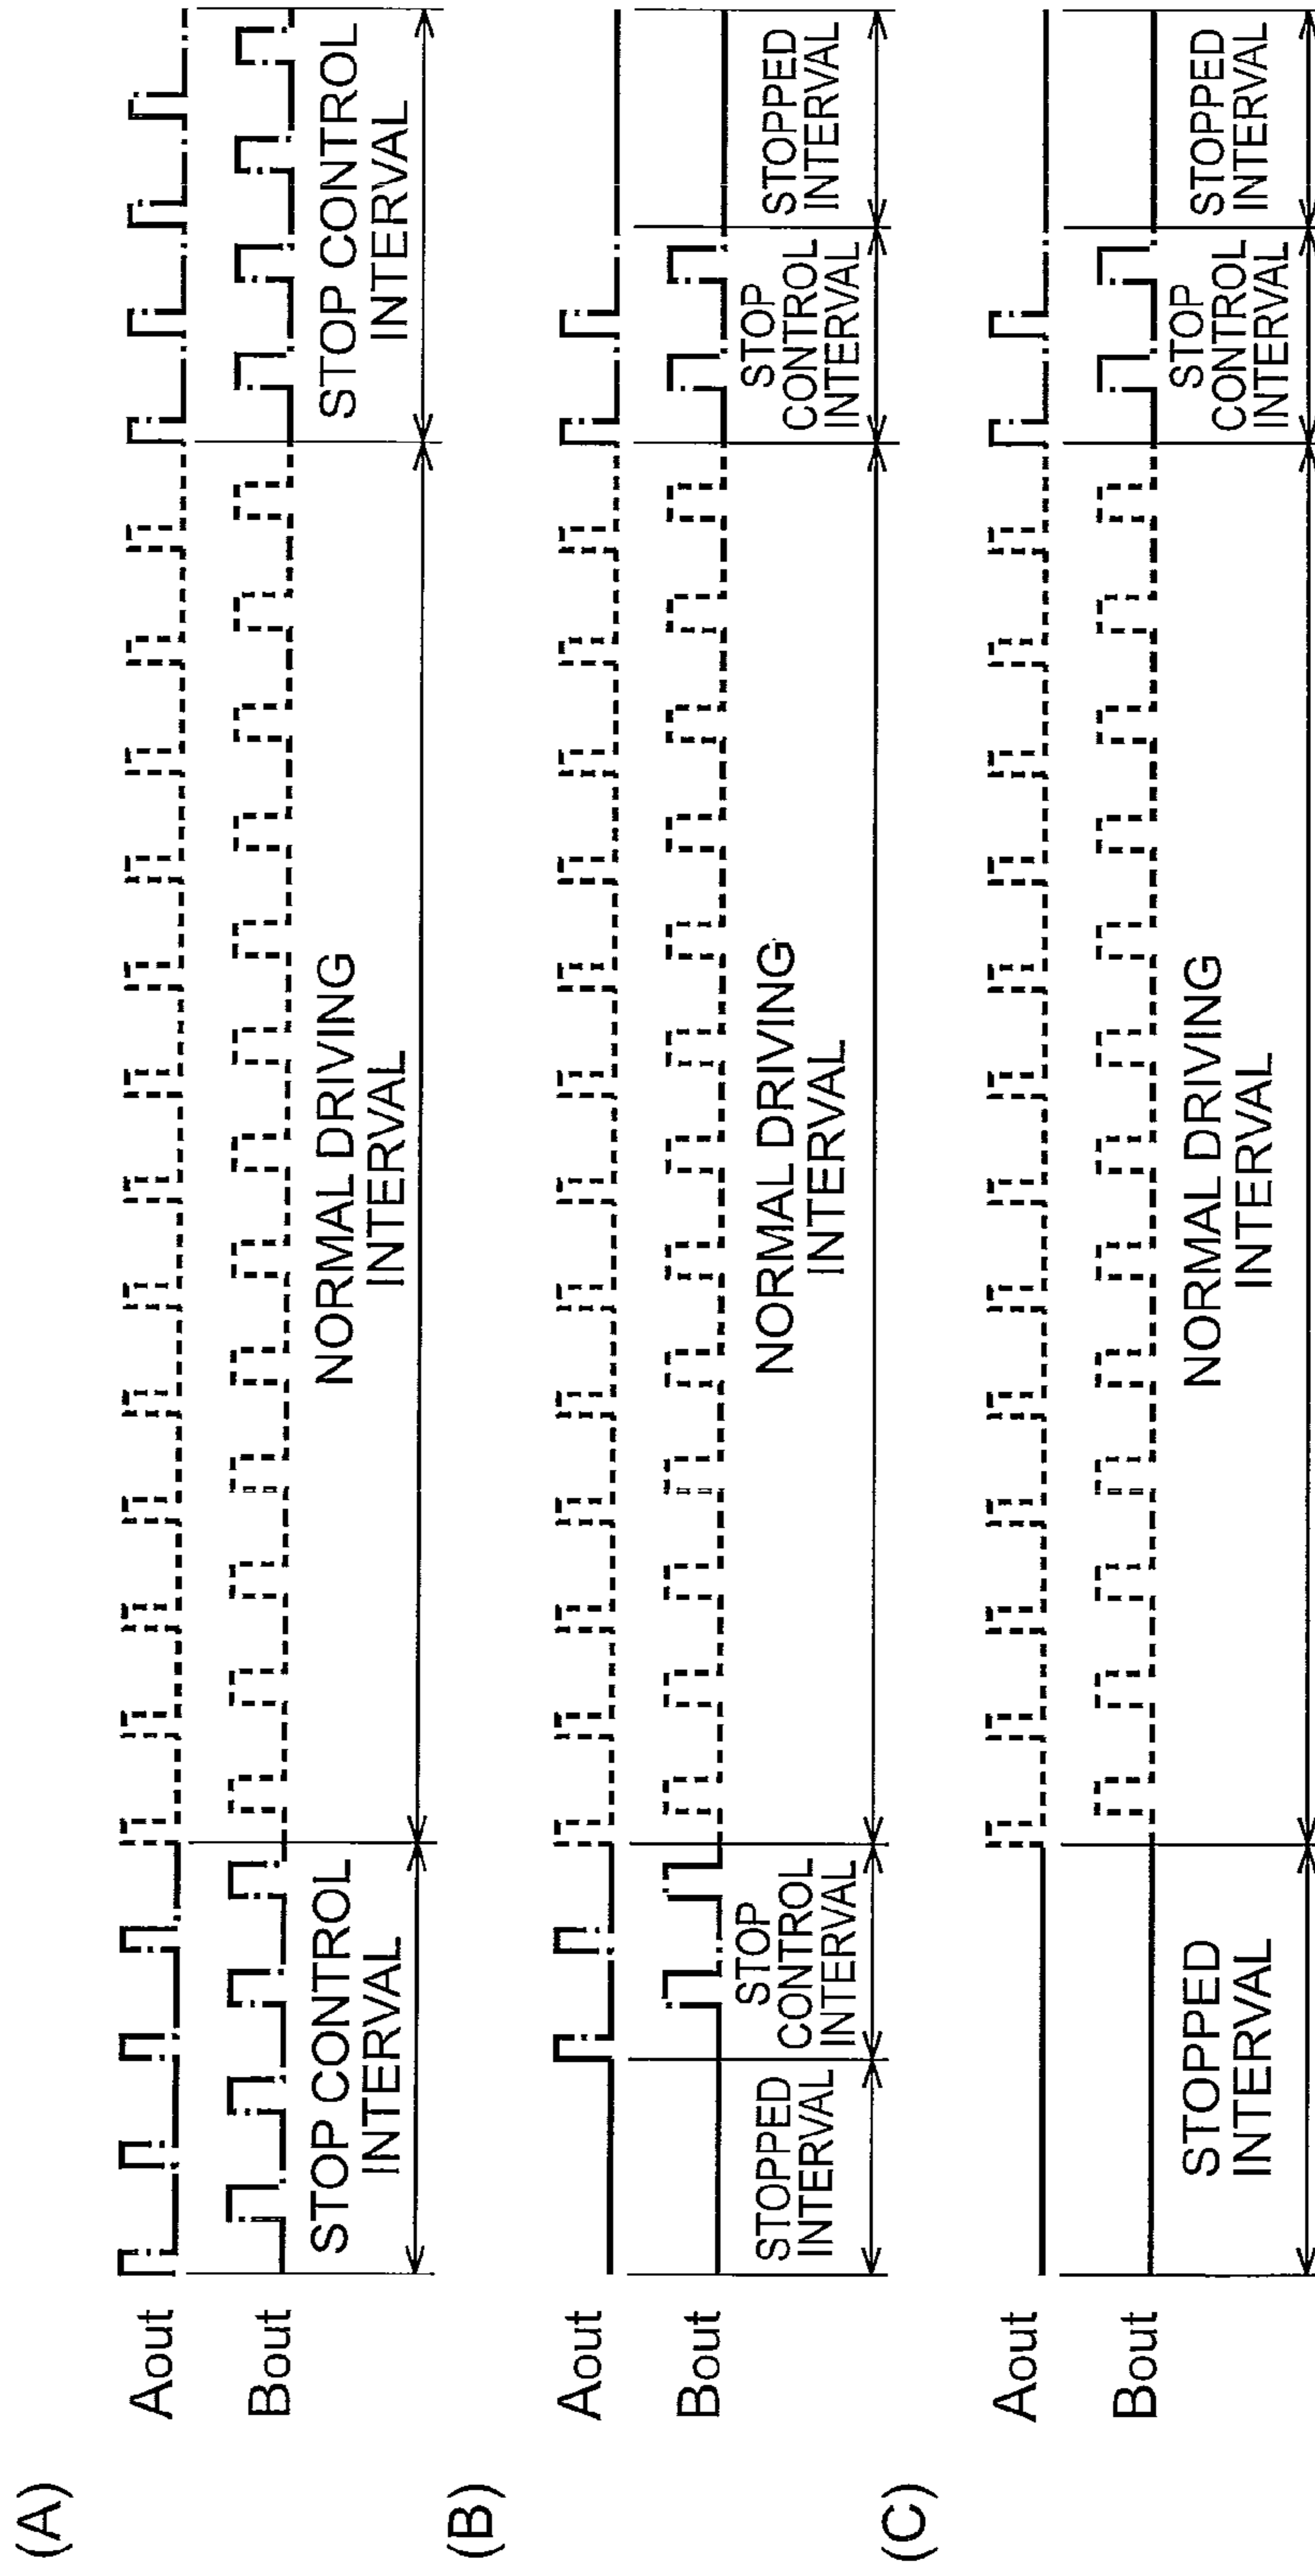 (A)
Aout
Bout
STOP CONTROL
INTERVAL
NORMAL DRIVING
INTERVAL
STOP CONTROL
INTERVAL
(B)
Aout
Bout
STOPPED
INTERVAL
STOP
CONTROL
INTERVAL
NORMAL DRIVING
INTERVAL
STOP
CONTROL
INTERVAL
STOPPED
INTERVAL
(C)
Aout
Bout
STOPPED
INTERVAL
NORMAL DRIVING
INTERVAL
STOP
CONTROL
INTERVAL
STOPPED
INTERVAL